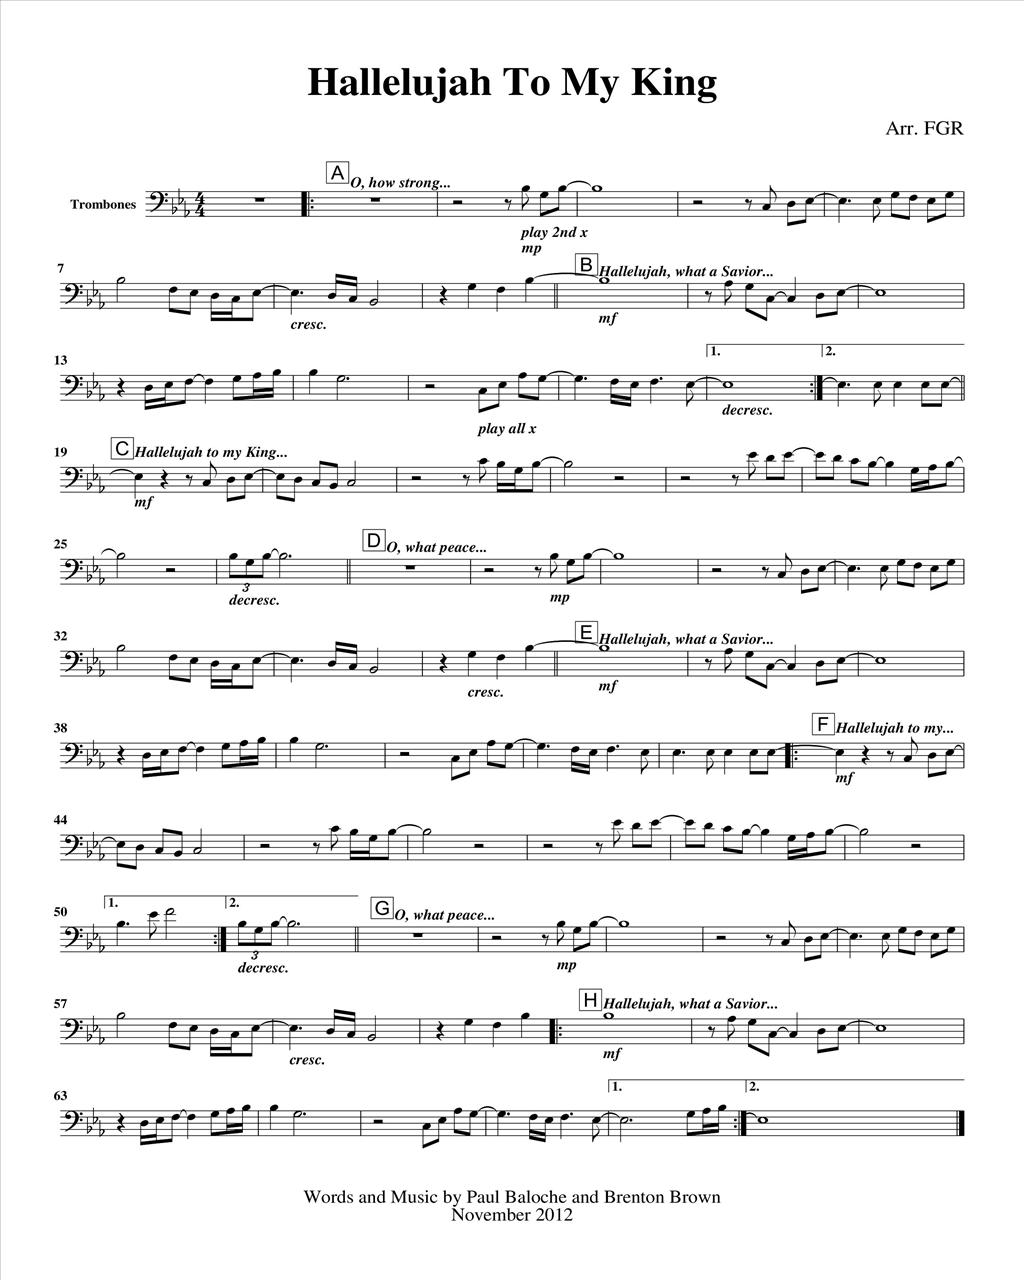 Hallelujah To My King
Arr. FGR
A O, how strong...
Trombones
play 2nd x
mp
7
B Hallelujah, what a Savior...
cresc.
mf
13
1. 2.
decresc.
play all x
19
C Hallelujah to my King...
mf
25
D O, what peace...
3
decresc.
mp
32
E Hallelujah, what a Savior...
cresc.
mf
38
F Hallelujah to my...
mf
44
50
1. 2.
G O, what peace...
3
decresc.
mp
57
H Hallelujah, what a Savior...
cresc.
mf
63
1. 2.
Words and Music by Paul Baloche and Brenton Brown
November 2012